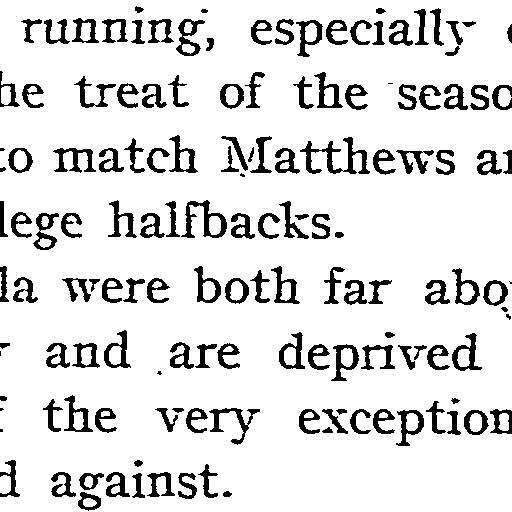 running, especially
he treat of the seaso
to match Matthews an
lege halfbacks.
la were both far abo
and are deprived
the very exception
d against.